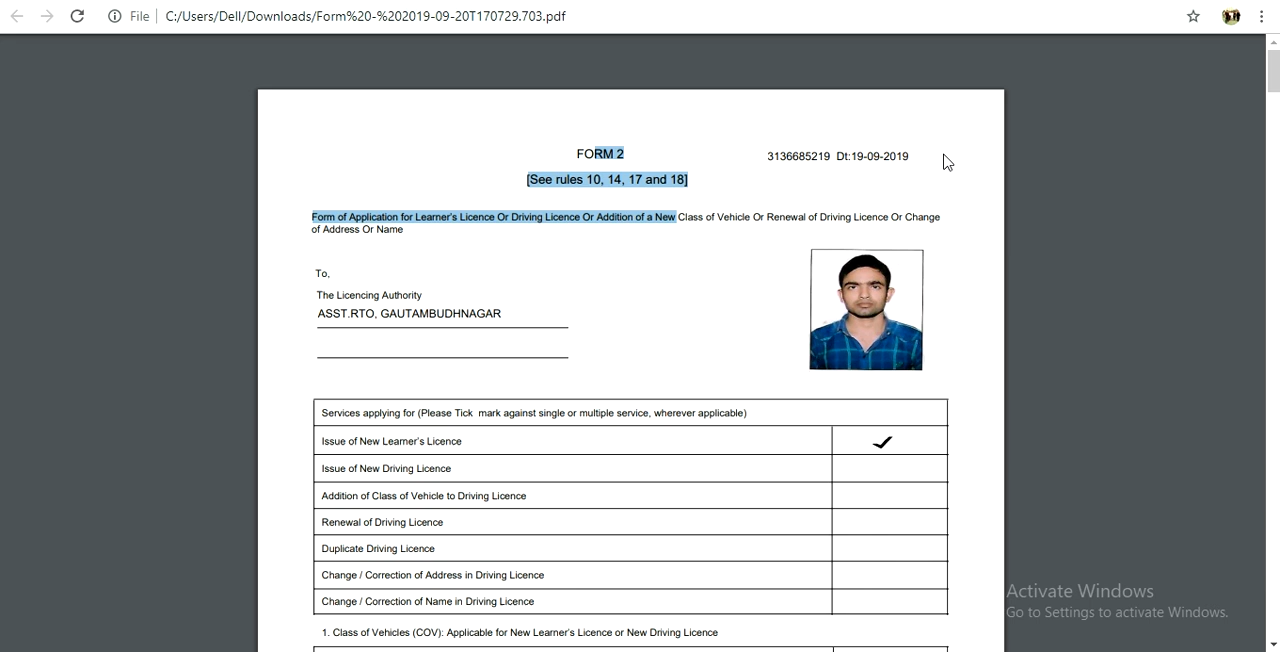 File C:/Users/Dell/Downloads/Form%20-%202019-09-20T170729.703.pdf
FORM 2
3136685219 Dt:19-09-2019
[See rules 10, 14, 17 and 18]
Form of Application for Learner's Licence Or Driving Licence Or Addition of a New Class of Vehicle Or Renewal of Driving Licence Or Change
of Address Or Name
To,
The Licencing Authority
ASST.RTO, GAUTAMBUDHNAGAR
Services applying for (Please Tick mark against single or multiple service, wherever applicable)
Issue of New Learner's Licence
Issue of New Driving Licence
Addition of Class of Vehicle to Driving Licence
Renewal of Driving Licence
Duplicate Driving Licence
Change / Correction of Address in Driving Licence
Change / Correction of Name in Driving Licence
1. Class of Vehicles (COV): Applicable for New Learner's Licence or New Driving Licence
Activate Windows
Go to Settings to activate Windows.